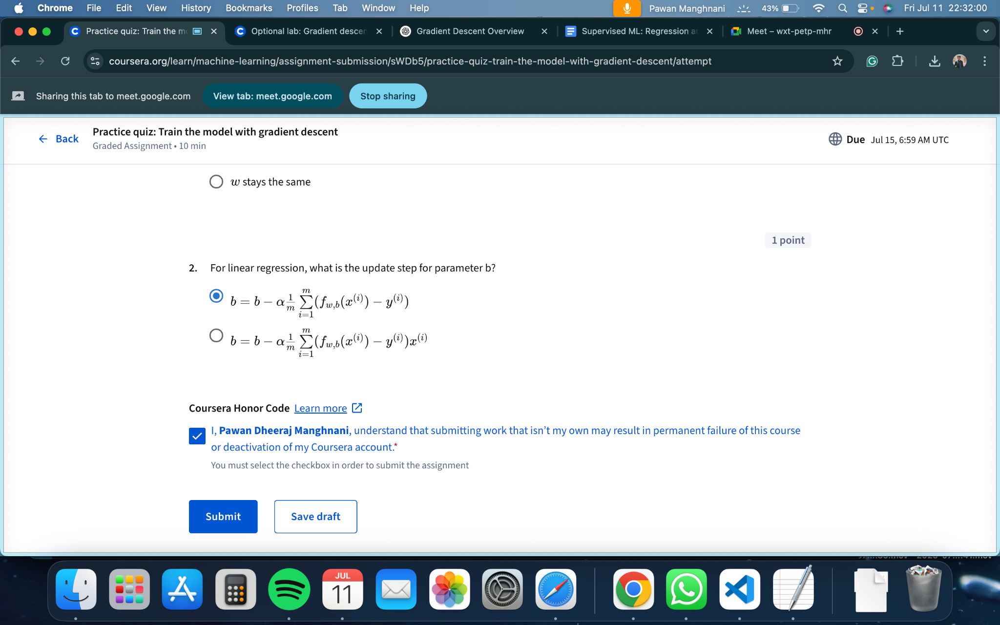 Chrome File Edit View History Bookmarks Profiles Tab Window Help Pawan Manghnani 43% Fri Jul 11 22:32:00
Practice quiz: Train the mo Optional lab: Gradient descen Gradient Descent Overview Supervised ML: Regression a Meet – wxt-petp-mhr
coursera.org/learn/machine-learning/assignment-submission/sWDb5/practice-quiz-train-the-model-with-gradient-descent/attempt
Sharing this tab to meet.google.com View tab: meet.google.com Stop sharing
Back
Practice quiz: Train the model with gradient descent
Graded Assignment • 10 min
Due Jul 15, 6:59 AM UTC
w stays the same
1 point
2. For linear regression, what is the update step for parameter b?
b = b − α 1/m ∑_{i=1}^{m} (f_{w,b}(x^{(i)}) − y^{(i)})
b = b − α 1/m ∑_{i=1}^{m} (f_{w,b}(x^{(i)}) − y^{(i)})x^{(i)}
Coursera Honor Code Learn more
I, Pawan Dheeraj Manghnani, understand that submitting work that isn't my own may result in permanent failure of this course
or deactivation of my Coursera account.*
You must select the checkbox in order to submit the assignment
Submit Save draft
JUL
11